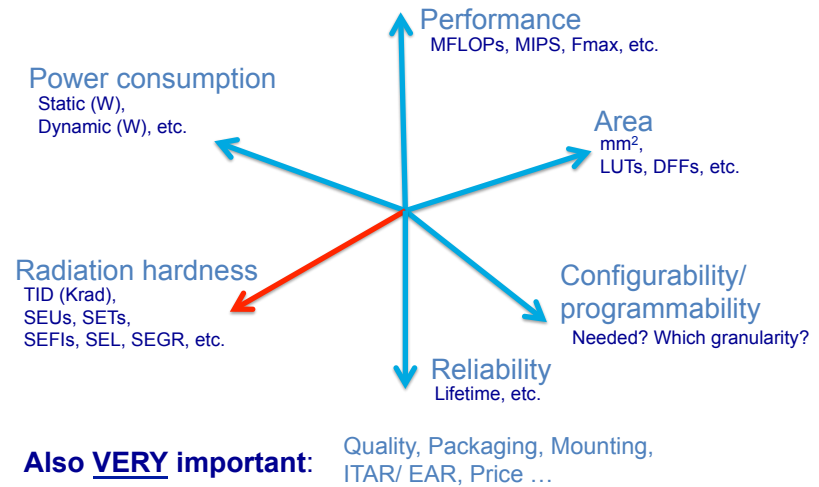 Performance
MFLOPs, MIPS, Fmax, etc.
Power consumption
Static (W),
Dynamic (W), etc.
Area
mm²,
LUTs, DFFs, etc.
Radiation hardness
TID (Krad),
SEUs, SETs,
SEFIs, SEL, SEGR, etc.
Configurability/
programmability
Needed? Which granularity?
Reliability
Lifetime, etc.
Also VERY important:
Quality, Packaging, Mounting,
ITAR/ EAR, Price …